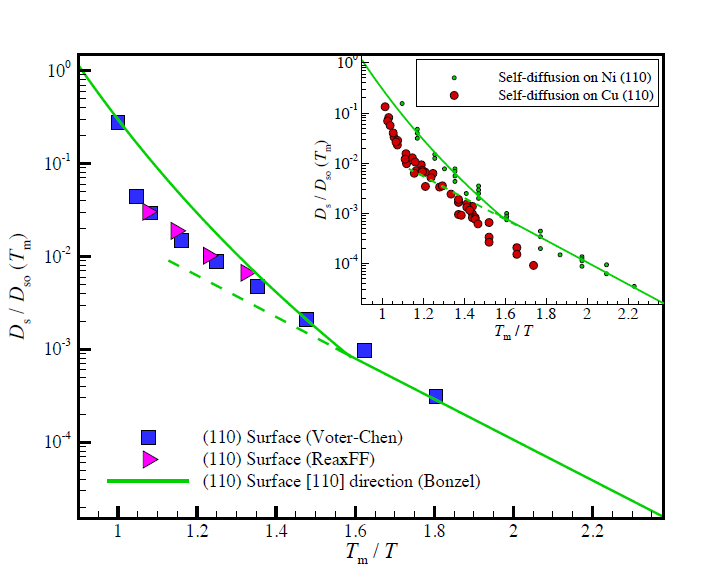 10⁰
10⁻¹
10⁻²
10⁻³
10⁻⁴
D_s / D_so (T_m)
1
1.2
1.4
1.6
1.8
2
2.2
T_m / T
(110) Surface (Voter-Chen)
(110) Surface (ReaxFF)
(110) Surface [110] direction (Bonzel)
10⁰
10⁻¹
10⁻²
10⁻³
10⁻⁴
D_s / D_so (T_m)
1
1.2
1.4
1.6
1.8
2
2.2
T_m / T
Self-diffusion on Ni (110)
Self-diffusion on Cu (110)